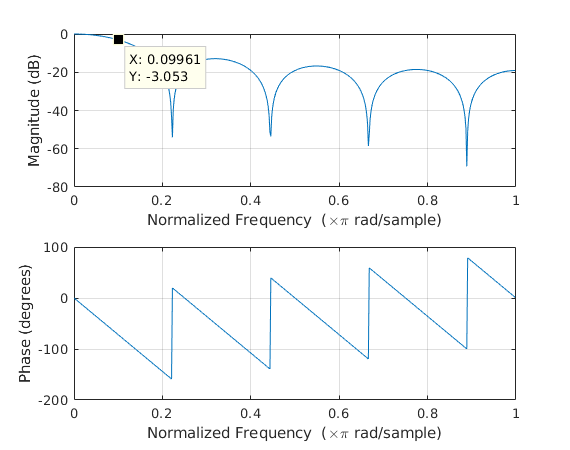 0
-20
-40
-60
-80
Magnitude (dB)
X: 0.09961
Y: -3.053
0 0.2 0.4 0.6 0.8 1
Normalized Frequency (×π rad/sample)
100
0
-100
-200
Phase (degrees)
0 0.2 0.4 0.6 0.8 1
Normalized Frequency (×π rad/sample)